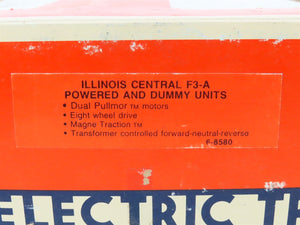 ILLINOIS CENTRAL F3-A
POWERED AND DUMMY UNITS
• Dual Pullmor TM motors
• Eight wheel drive
• Magne Traction TM
• Transformer controlled forward-neutral-reverse
6-8580
ELECTRIC T